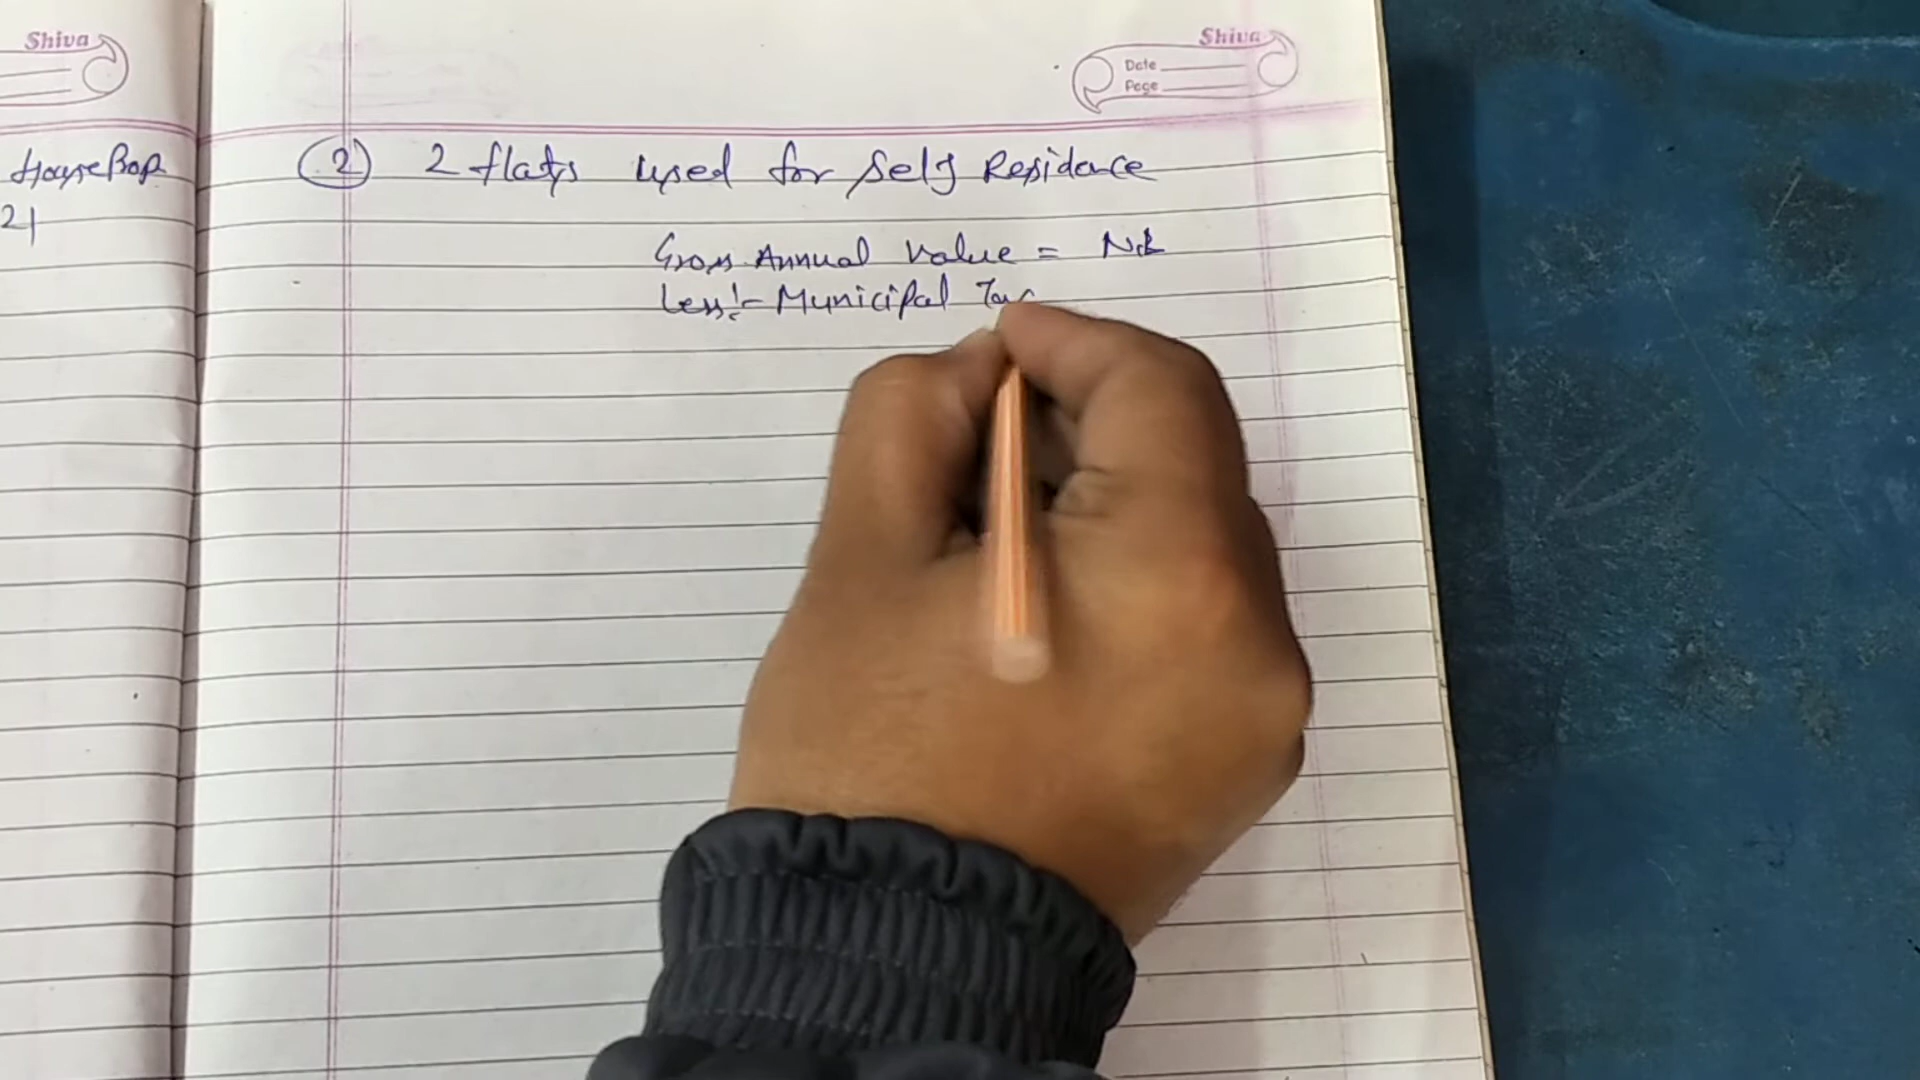 Shiva
House Prop
21
Shiva
Date
Page
2 2 flats used for Self Residence
Gross Annual Value = Nil
Less:- Municipal Tax